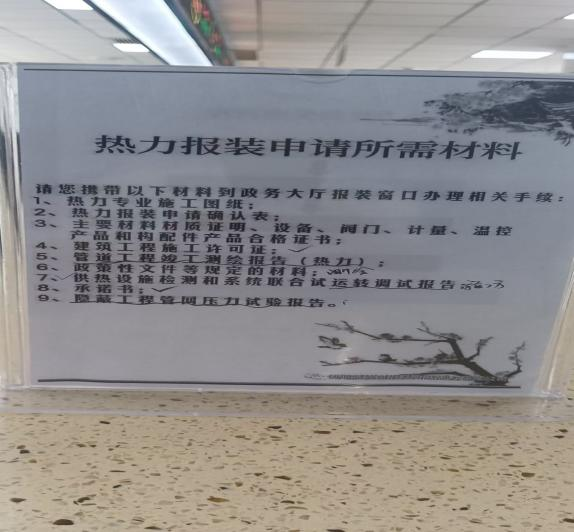 热力报装申请所需材料
请您携带以下材料到政务大厅报装窗口办理相关手续：
1、热力专业施工图纸；
2、热力报装申请确认表；
3、主要材料材质证明、设备、阀门、计量、温控
产品和构配件产品合格证书；
4、建筑工程施工许可证；
5、管道工程竣工测绘报告（热力）；
6、政策性文件等规定的材料；
7、供热设施检测和系统联合试运转调试报告；
8、承诺书；
9、隐蔽工程管网压力试验报告。